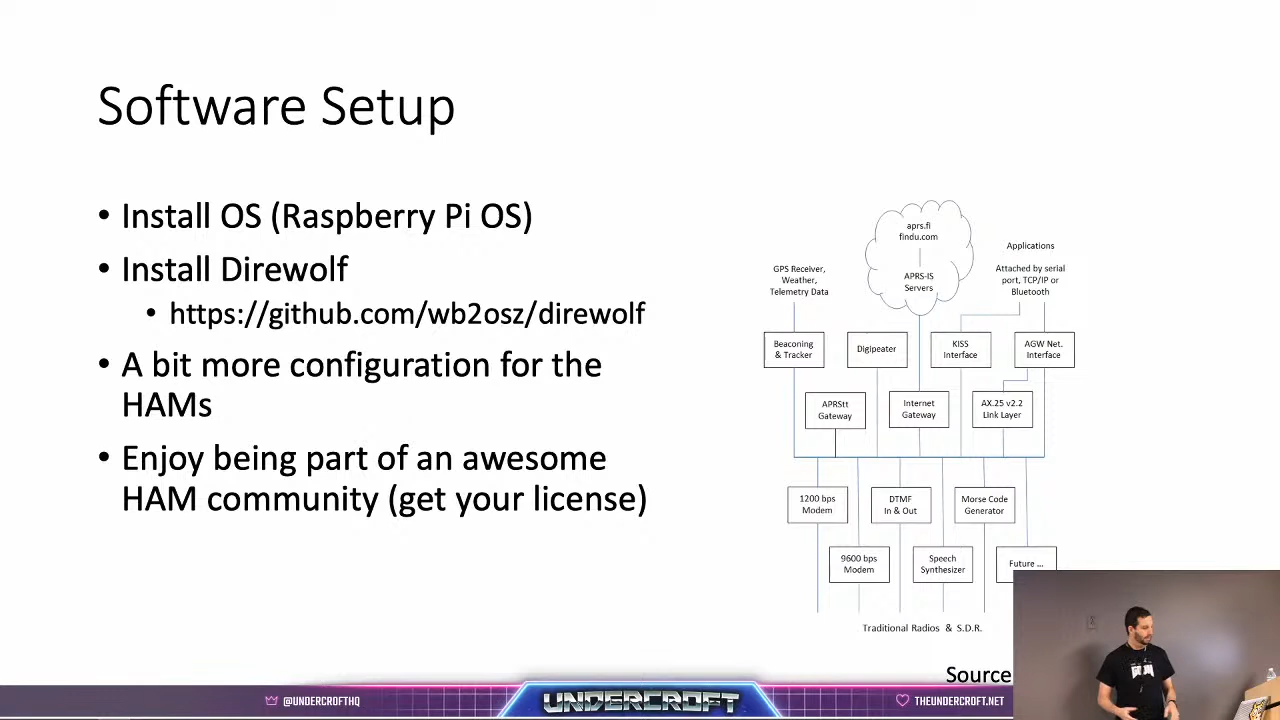 Software Setup
• Install OS (Raspberry Pi OS)
• Install Direwolf
• https://github.com/wb2osz/direwolf
• A bit more configuration for the
HAMs
• Enjoy being part of an awesome
HAM community (get your license)
aprs.fi
findu.com
APRS-IS
Servers
GPS Receiver,
Weather,
Telemetry Data
Applications
Attached by serial
port, TCP/IP or
Bluetooth
Beaconing
& Tracker
Digipeater
KISS
Interface
AGW Net.
Interface
APRStt
Gateway
Internet
Gateway
AX.25 v2.2
Link Layer
1200 bps
Modem
DTMF
In & Out
Morse Code
Generator
9600 bps
Modem
Speech
Synthesizer
Future ...
Traditional Radios & S.D.R.
Source
@UNDERCROFTHQ
UNDERCROFT
THEUNDERCROFT.NET